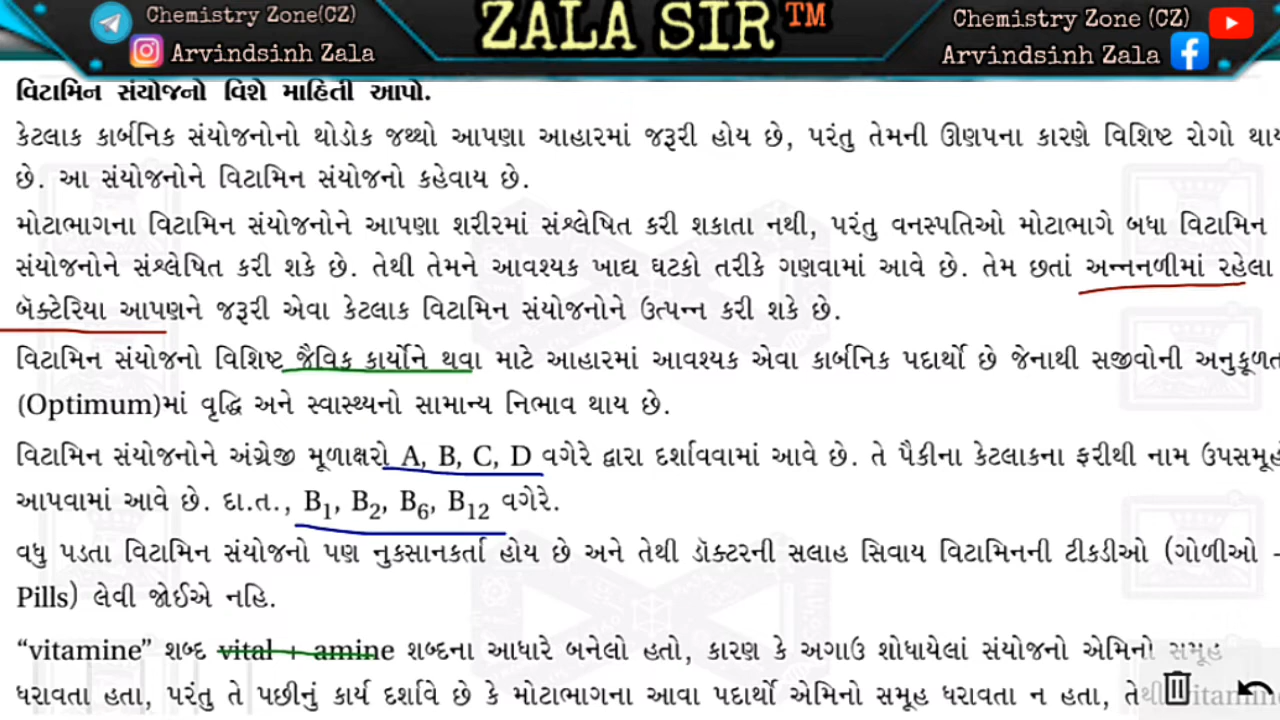 Chemistry Zone(CZ)
Arvindsinh Zala
ZALA SIR™
Chemistry Zone (CZ)
Arvindsinh Zala
વિટામિન સંયોજનો વિશે માહિતી આપો.
કેટલાક કાર્બનિક સંયોજનોનો થોડોક જથ્થો આપણા આહારમાં જરૂરી હોય છે, પરંતુ તેમની ઊણપના કારણે વિશિષ્ટ રોગો થાય
છે. આ સંયોજનોને વિટામિન સંયોજનો કહેવાય છે.
મોટાભાગના વિટામિન સંયોજનોને આપણા શરીરમાં સંશ્લેષિત કરી શકાતા નથી, પરંતુ વનસ્પતિઓ મોટાભાગે બધા વિટામિન
સંયોજનોને સંશ્લેષિત કરી શકે છે. તેથી તેમને આવશ્યક ખાદ્ય ઘટકો તરીકે ગણવામાં આવે છે. તેમ છતાં અન્નનળીમાં રહેલા
બૅક્ટેરિયા આપણને જરૂરી એવા કેટલાક વિટામિન સંયોજનોને ઉત્પન્ન કરી શકે છે.
વિટામિન સંયોજનો વિશિષ્ટ જૈવિક કાર્યોને થવા માટે આહારમાં આવશ્યક એવા કાર્બનિક પદાર્થો છે જેનાથી સજીવોની અનુકૂળત
(Optimum)માં વૃદ્ધિ અને સ્વાસ્થ્યનો સામાન્ય નિભાવ થાય છે.
વિટામિન સંયોજનોને અંગ્રેજી મૂળાક્ષરો A, B, C, D વગેરે દ્વારા દર્શાવવામાં આવે છે. તે પૈકીના કેટલાકના ફરીથી નામ ઉપસમૂહ
આપવામાં આવે છે. દા.ત., B₁, B₂, B₆, B₁₂ વગેરે.
વધુ પડતા વિટામિન સંયોજનો પણ નુકસાનકર્તા હોય છે અને તેથી ડૉક્ટરની સલાહ સિવાય વિટામિનની ટીકડીઓ (ગોળીઓ –
Pills) લેવી જોઈએ નહિ.
“vitamine” શબ્દ vital + amine શબ્દના આધારે બનેલો હતો, કારણ કે અગાઉ શોધાયેલાં સંયોજનો એમિનો સમૂહ
ધરાવતા હતા, પરંતુ તે પછીનું કાર્ય દર્શાવે છે કે મોટાભાગના આવા પદાર્થો એમિનો સમૂહ ધરાવતા ન હતા, તેથી vitamine